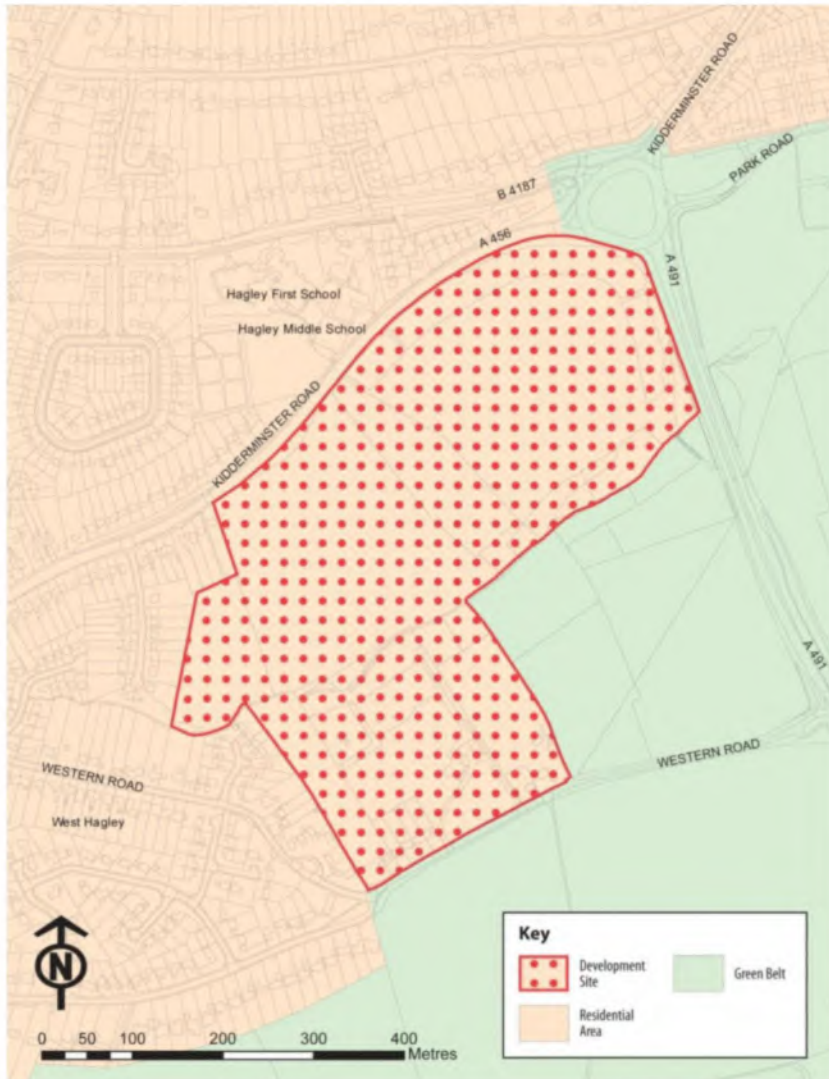 KIDDERMINSTER ROAD
PARK ROAD
B 4187
A 456
A 491
Hagley First School
Hagley Middle School
KIDDERMINSTER ROAD
A 491
WESTERN ROAD
WESTERN ROAD
West Hagley
N
Key
Development
Site
Green Belt
Residential
Area
0 50 100 200 300 400
Metres